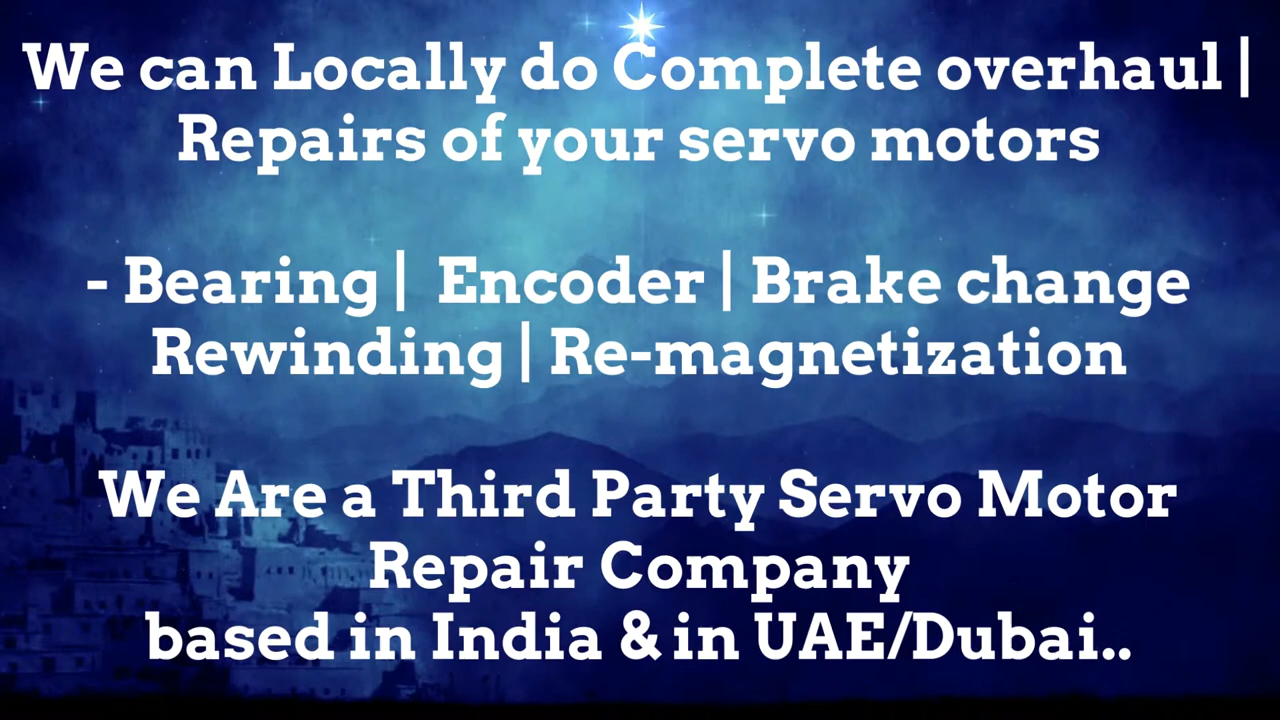 We can Locally do Complete overhaul |
Repairs of your servo motors
- Bearing | Encoder | Brake change
Rewinding | Re-magnetization
We Are a Third Party Servo Motor
Repair Company
based in India & in UAE/Dubai..